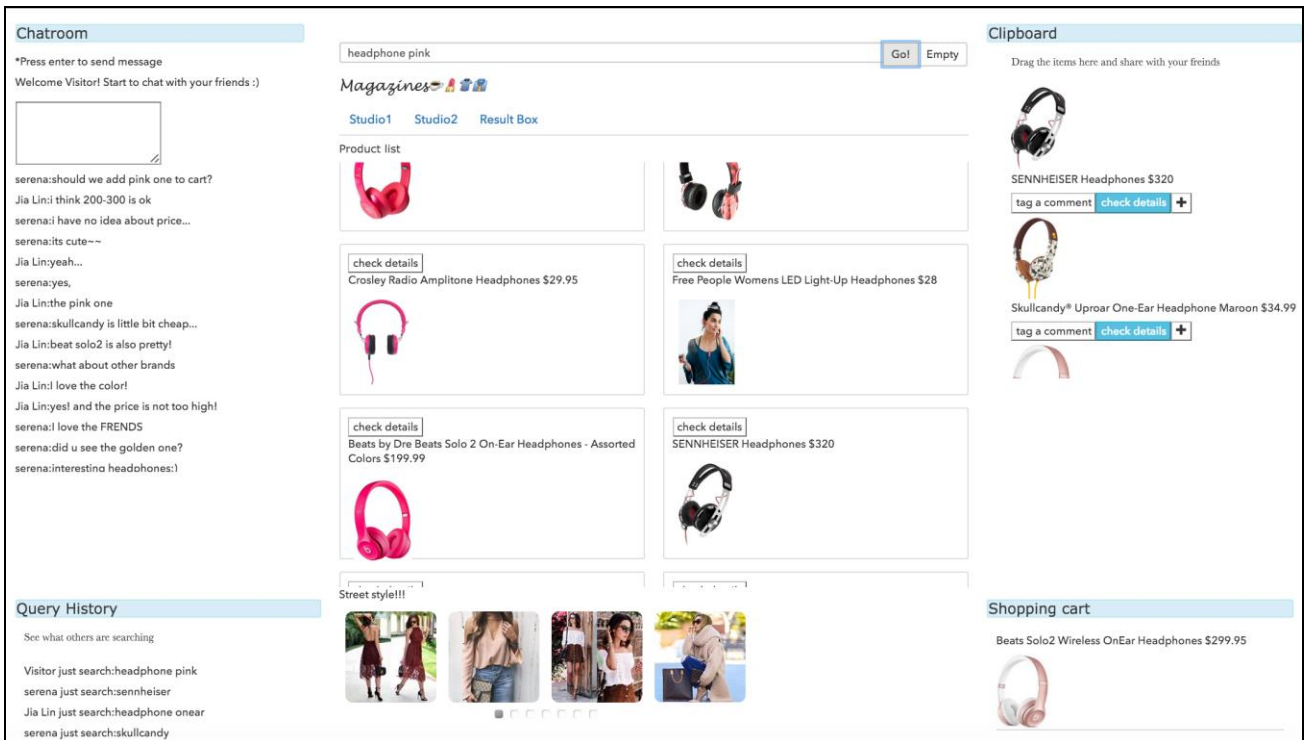 Chatroom
*Press enter to send message
Welcome Visitor! Start to chat with your friends :)
serena:should we add pink one to cart?
Jia Lin:i think 200-300 is ok
serena:i have no idea about price...
serena:its cute~~
Jia Lin:yeah...
serena:yes,
Jia Lin:the pink one
serena:skullcandy is little bit cheap...
Jia Lin:beat solo2 is also pretty!
serena:what about other brands
Jia Lin:I love the color!
Jia Lin:yes! and the price is not too high!
serena:I love the FRENDS
serena:did u see the golden one?
serena:interesting headphones:)
Query History
See what others are searching
Visitor just search:headphone pink
serena just search:sennheiser
Jia Lin just search:headphone onear
serena just search:skullcandy
headphone pink
Go! Empty
Magazines
Studio1 Studio2 Result Box
Product list
check details
Crosley Radio Amplitone Headphones $29.95
check details
Free People Womens LED Light-Up Headphones $28
check details
Beats by Dre Beats Solo 2 On-Ear Headphones - Assorted
Colors $199.99
check details
SENNHEISER Headphones $320
Street style!!!
Clipboard
Drag the items here and share with your freinds
SENNHEISER Headphones $320
tag a comment check details +
Skullcandy® Uproar One-Ear Headphone Maroon $34.99
tag a comment check details +
Shopping cart
Beats Solo2 Wireless OnEar Headphones $299.95